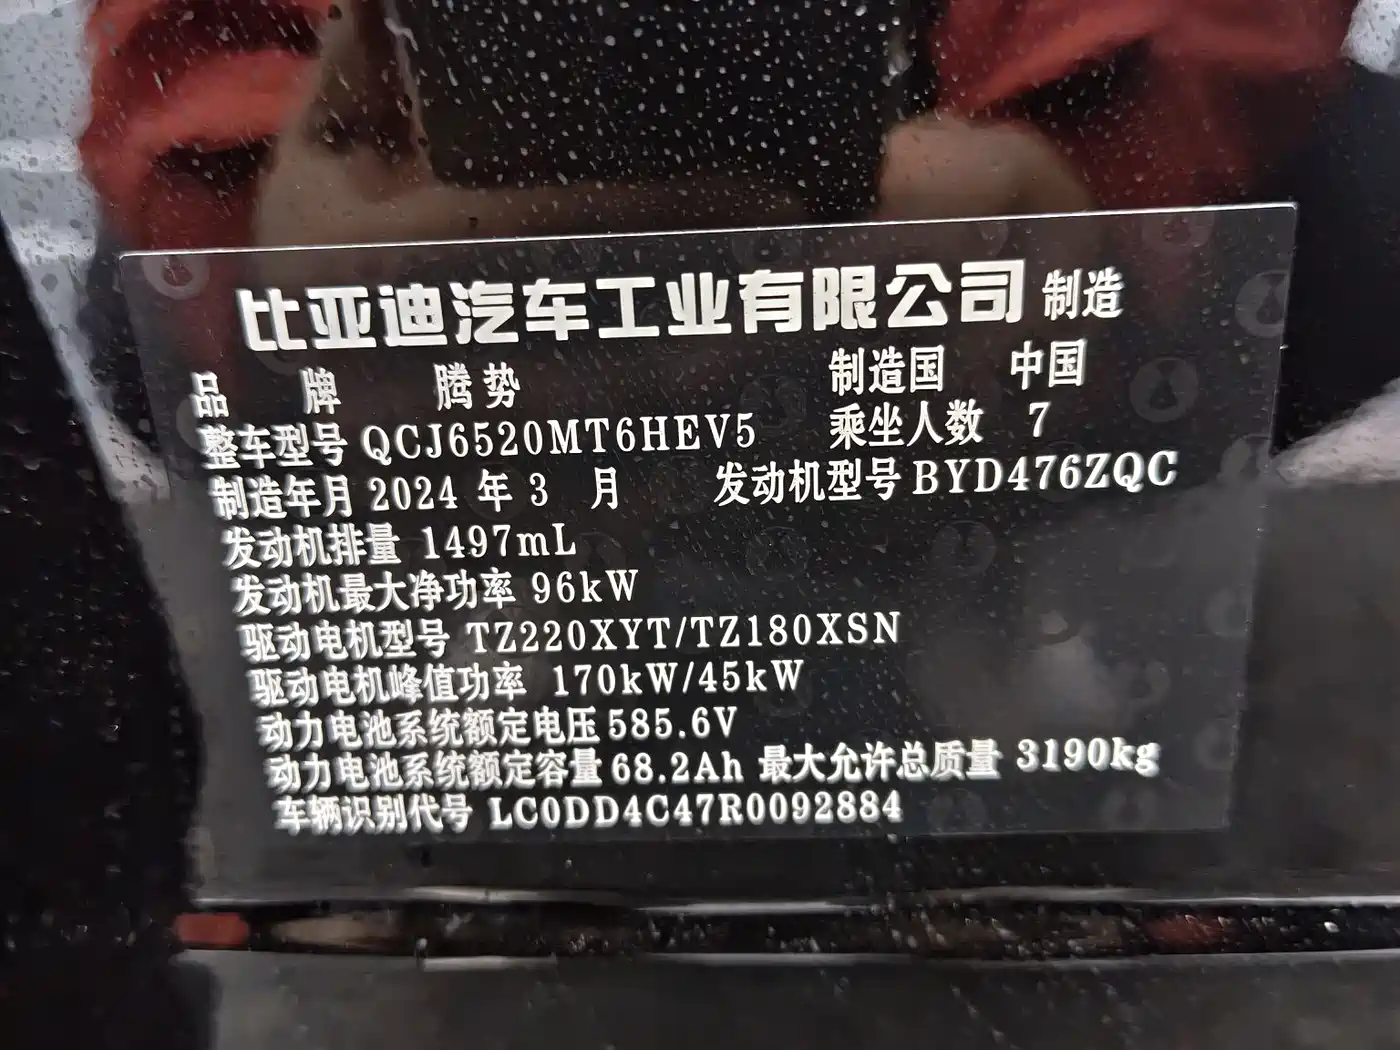 比亚迪汽车工业有限公司 制造
品 牌 腾势 制造国 中国
整车型号 QCJ6520MT6HEV5 乘坐人数 7
制造年月 2024 年 3 月 发动机型号 BYD476ZQC
发动机排量 1497mL
发动机最大净功率 96kW
驱动电机型号 TZ220XYT/TZ180XSN
驱动电机峰值功率 170kW/45kW
动力电池系统额定电压 585.6V
动力电池系统额定容量 68.2Ah 最大允许总质量 3190kg
车辆识别代号 LC0DD4C47R0092884